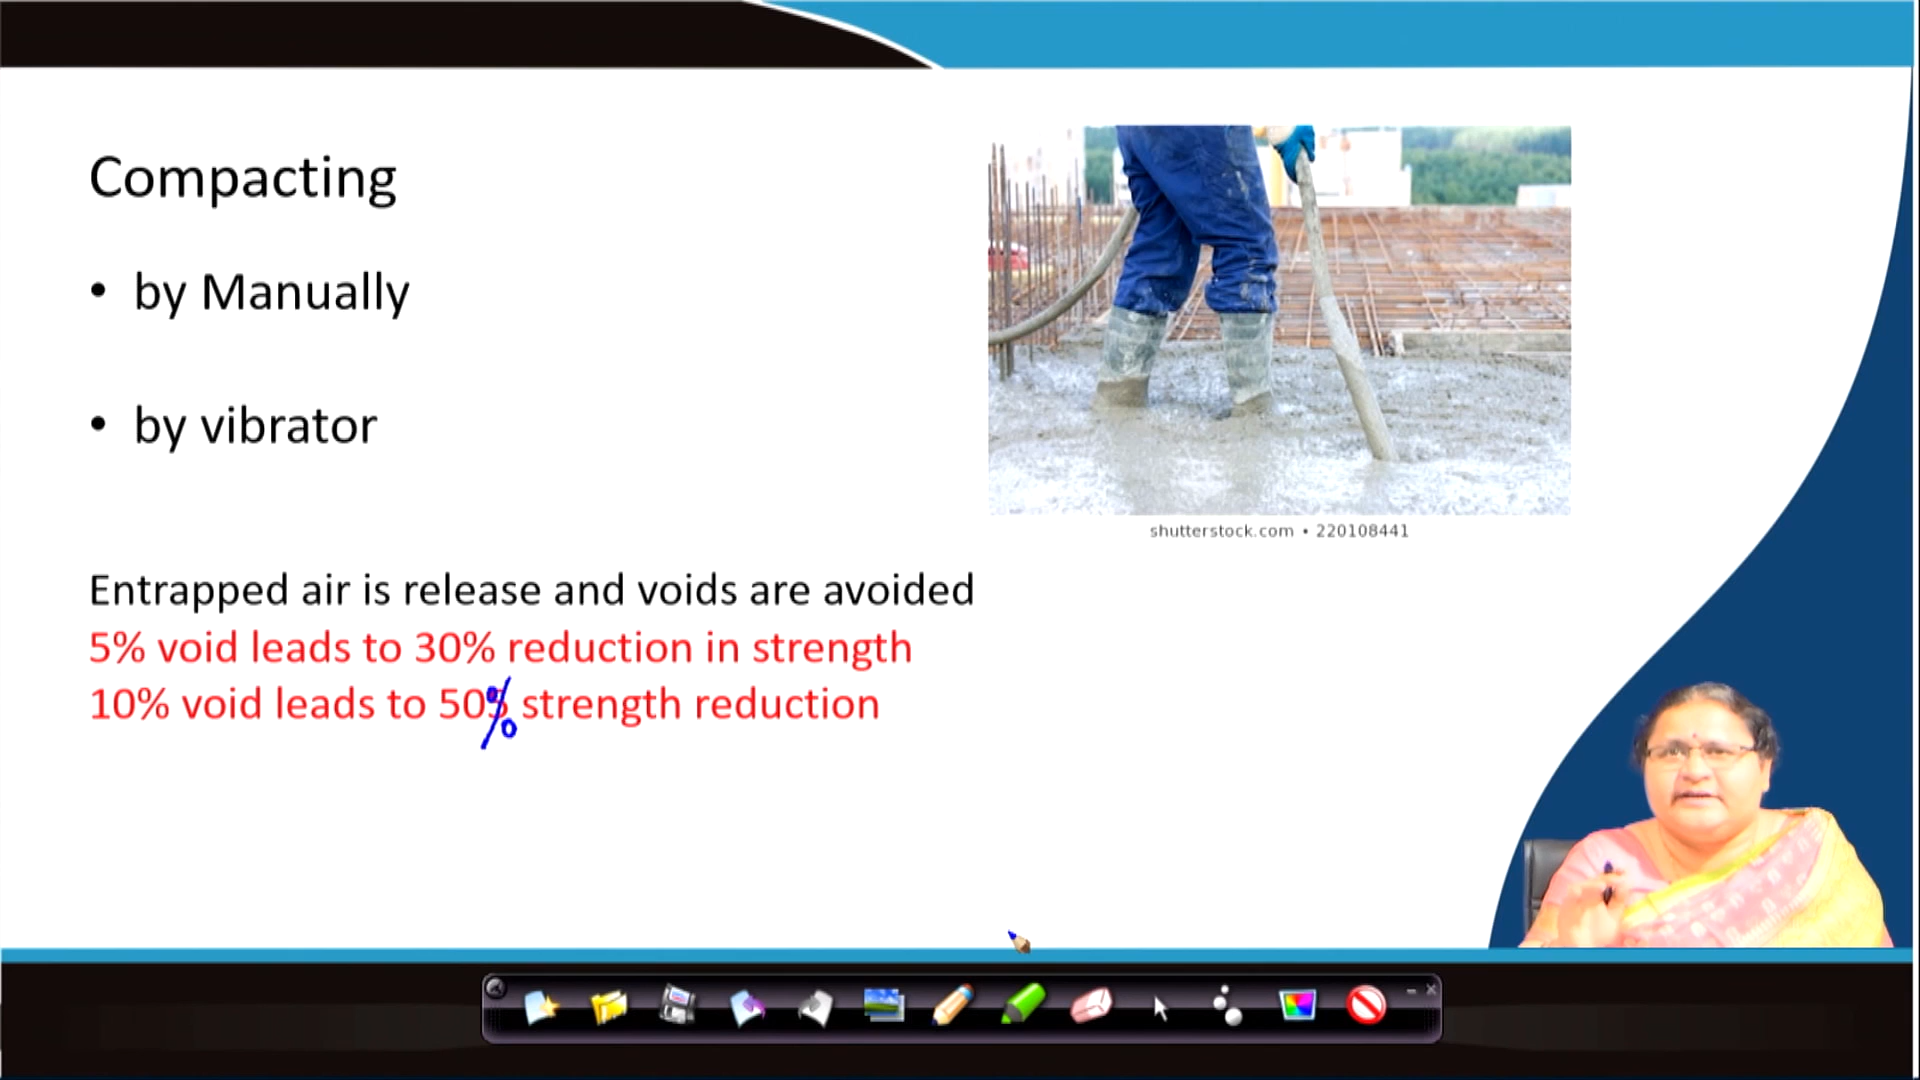 Compacting
• by Manually
• by vibrator
shutterstock.com • 220108441
Entrapped air is release and voids are avoided
5% void leads to 30% reduction in strength
10% void leads to 50% strength reduction